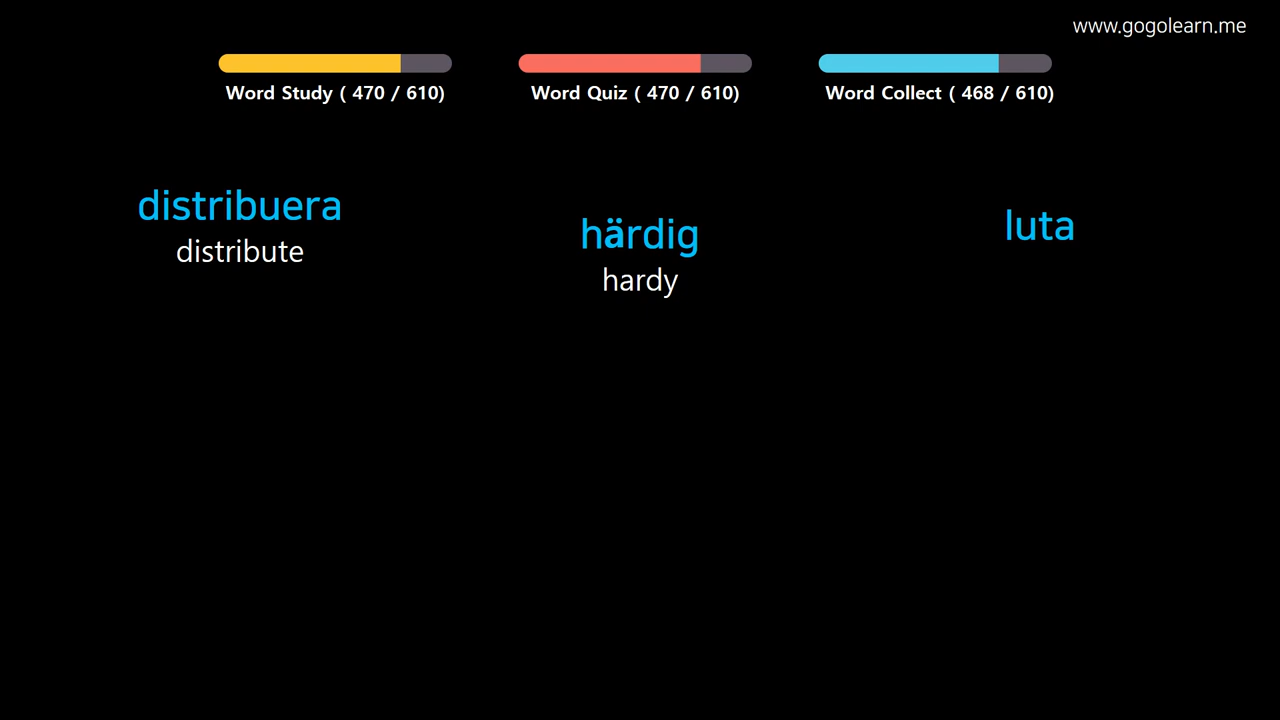 www.gogolearn.me
Word Study ( 470 / 610)
Word Quiz ( 470 / 610)
Word Collect ( 468 / 610)
distribuera
distribute
härdig
hardy
luta